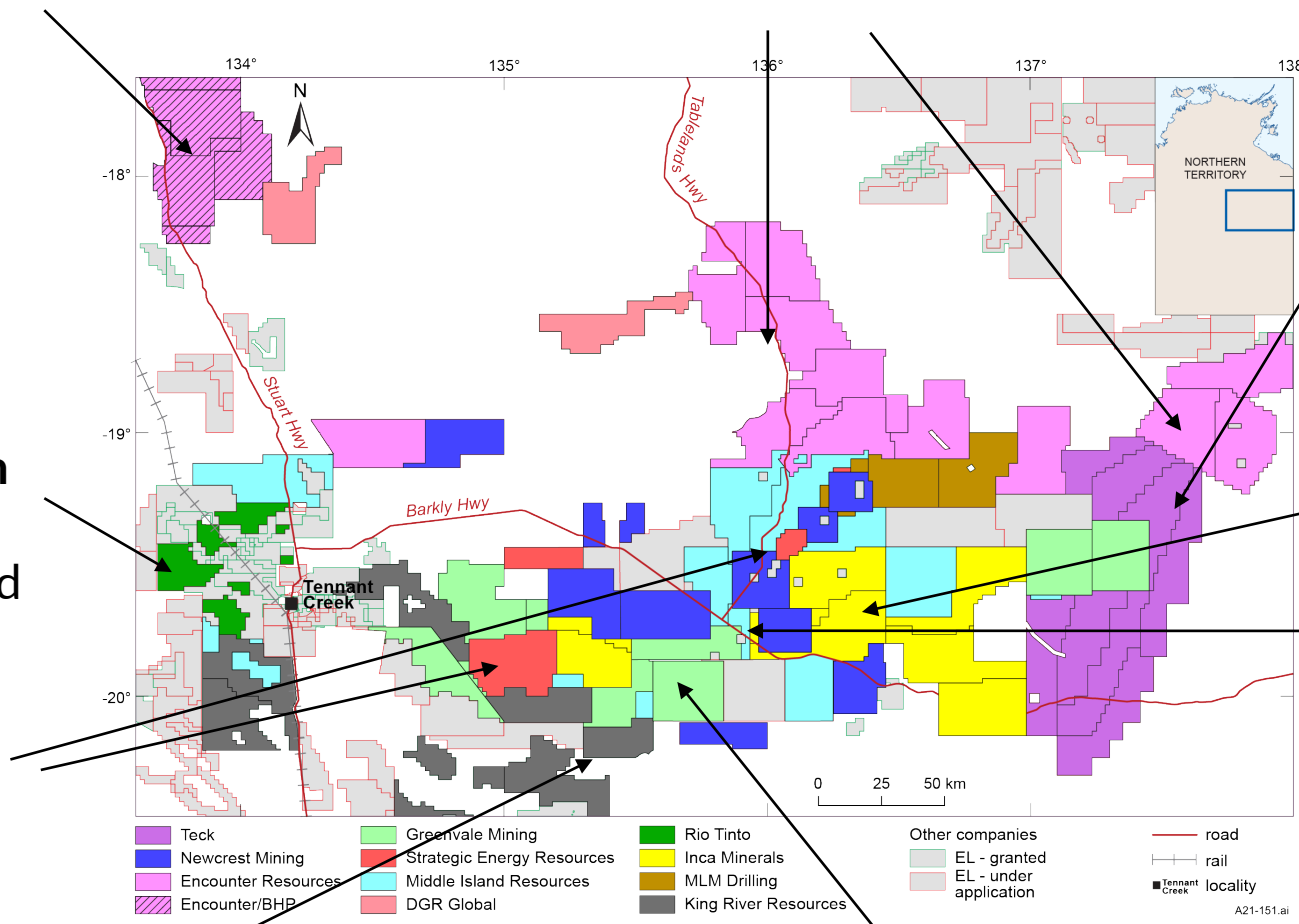 134°
135°
136°
137°
138
N
-18°
-19°
-20°
NORTHERN
TERRITORY
Tablelands Hwy
Stuart Hwy
Barkly Hwy
n
d
Tennant
Creek
0 25 50 km
Teck
Newcrest Mining
Encounter Resources
Encounter/BHP
Greenvale Mining
Strategic Energy Resources
Middle Island Resources
DGR Global
Rio Tinto
Inca Minerals
MLM Drilling
King River Resources
Other companies
EL - granted
EL - under
application
road
rail
Tennant
Creek
locality
A21-151.ai